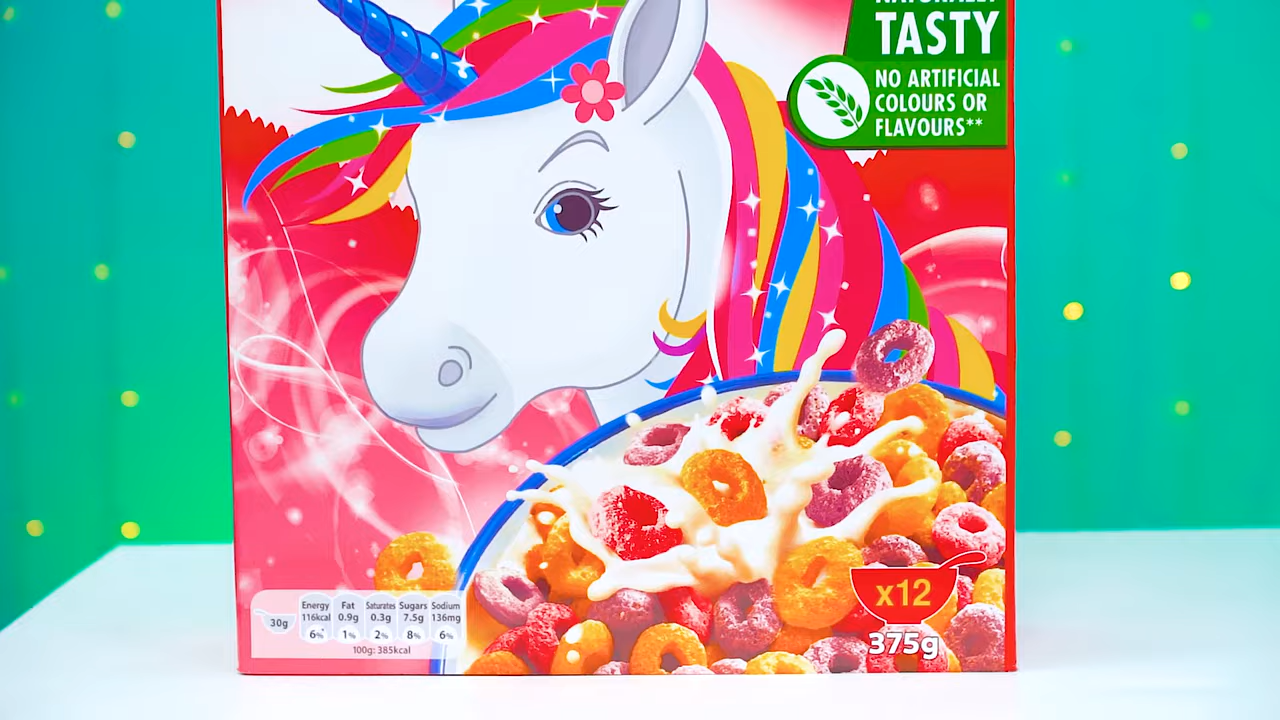 NATURALLY
TASTY
NO ARTIFICIAL
COLOURS OR
FLAVOURS**
x12
375g
30g
Energy Fat Saturates Sugars Sodium
116kcal 0.9g 0.3g 7.5g 136mg
6% 1% 2% 8% 6%
100g: 385kcal